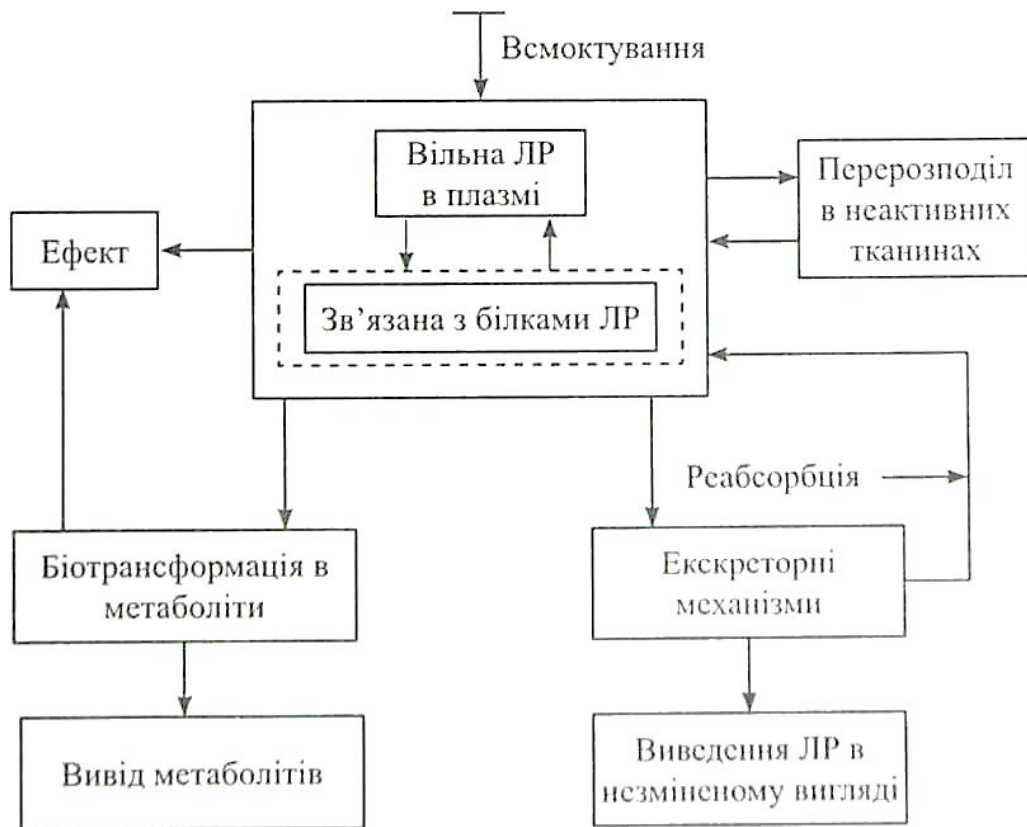 Всмоктування
Вільна ЛР
в плазмі
Перерозподіл
в неактивних
тканинах
Ефект
Зв’язана з білками ЛР
Реабсорбція
Біотрансформація в
метаболіти
Екскреторні
механізми
Вивід метаболітів
Виведення ЛР в
незміненому вигляді